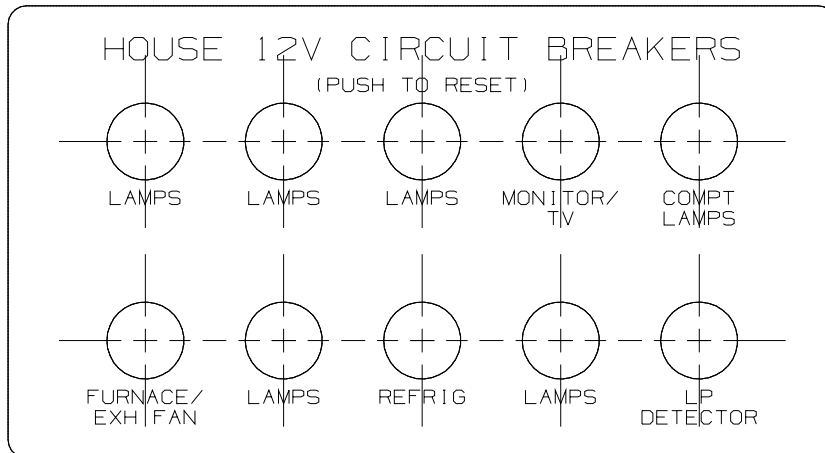 HOUSE 12V CIRCUIT BREAKERS
(PUSH TO RESET)
LAMPS
LAMPS
LAMPS
MONITOR/
TV
COMPT
LAMPS
FURNACE/
EXH FAN
LAMPS
REFRIG
LAMPS
LP
DETECTOR